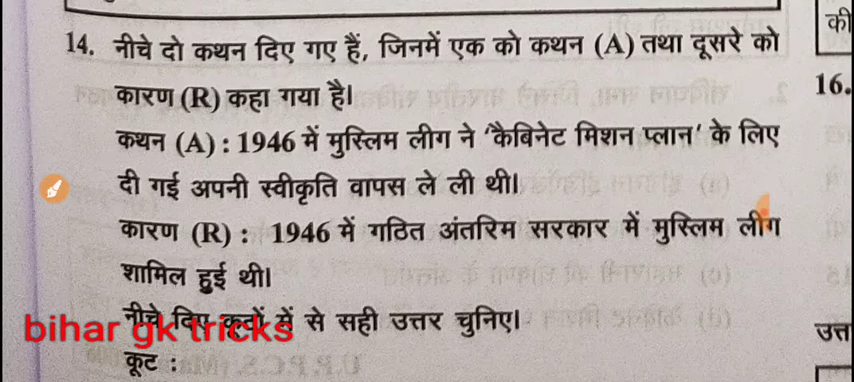 14. नीचे दो कथन दिए गए हैं, जिनमें एक को कथन (A) तथा दूसरे को
कारण (R) कहा गया है।
कथन (A) : 1946 में मुस्लिम लीग ने ‘कैबिनेट मिशन प्लान’ के लिए
दी गई अपनी स्वीकृति वापस ले ली थी।
कारण (R) : 1946 में गठित अंतरिम सरकार में मुस्लिम लीग
शामिल हुई थी।
नीचे दिए कूटों में से सही उत्तर चुनिए।
bihar gk tricks
कूट :
की
16.
उत्त